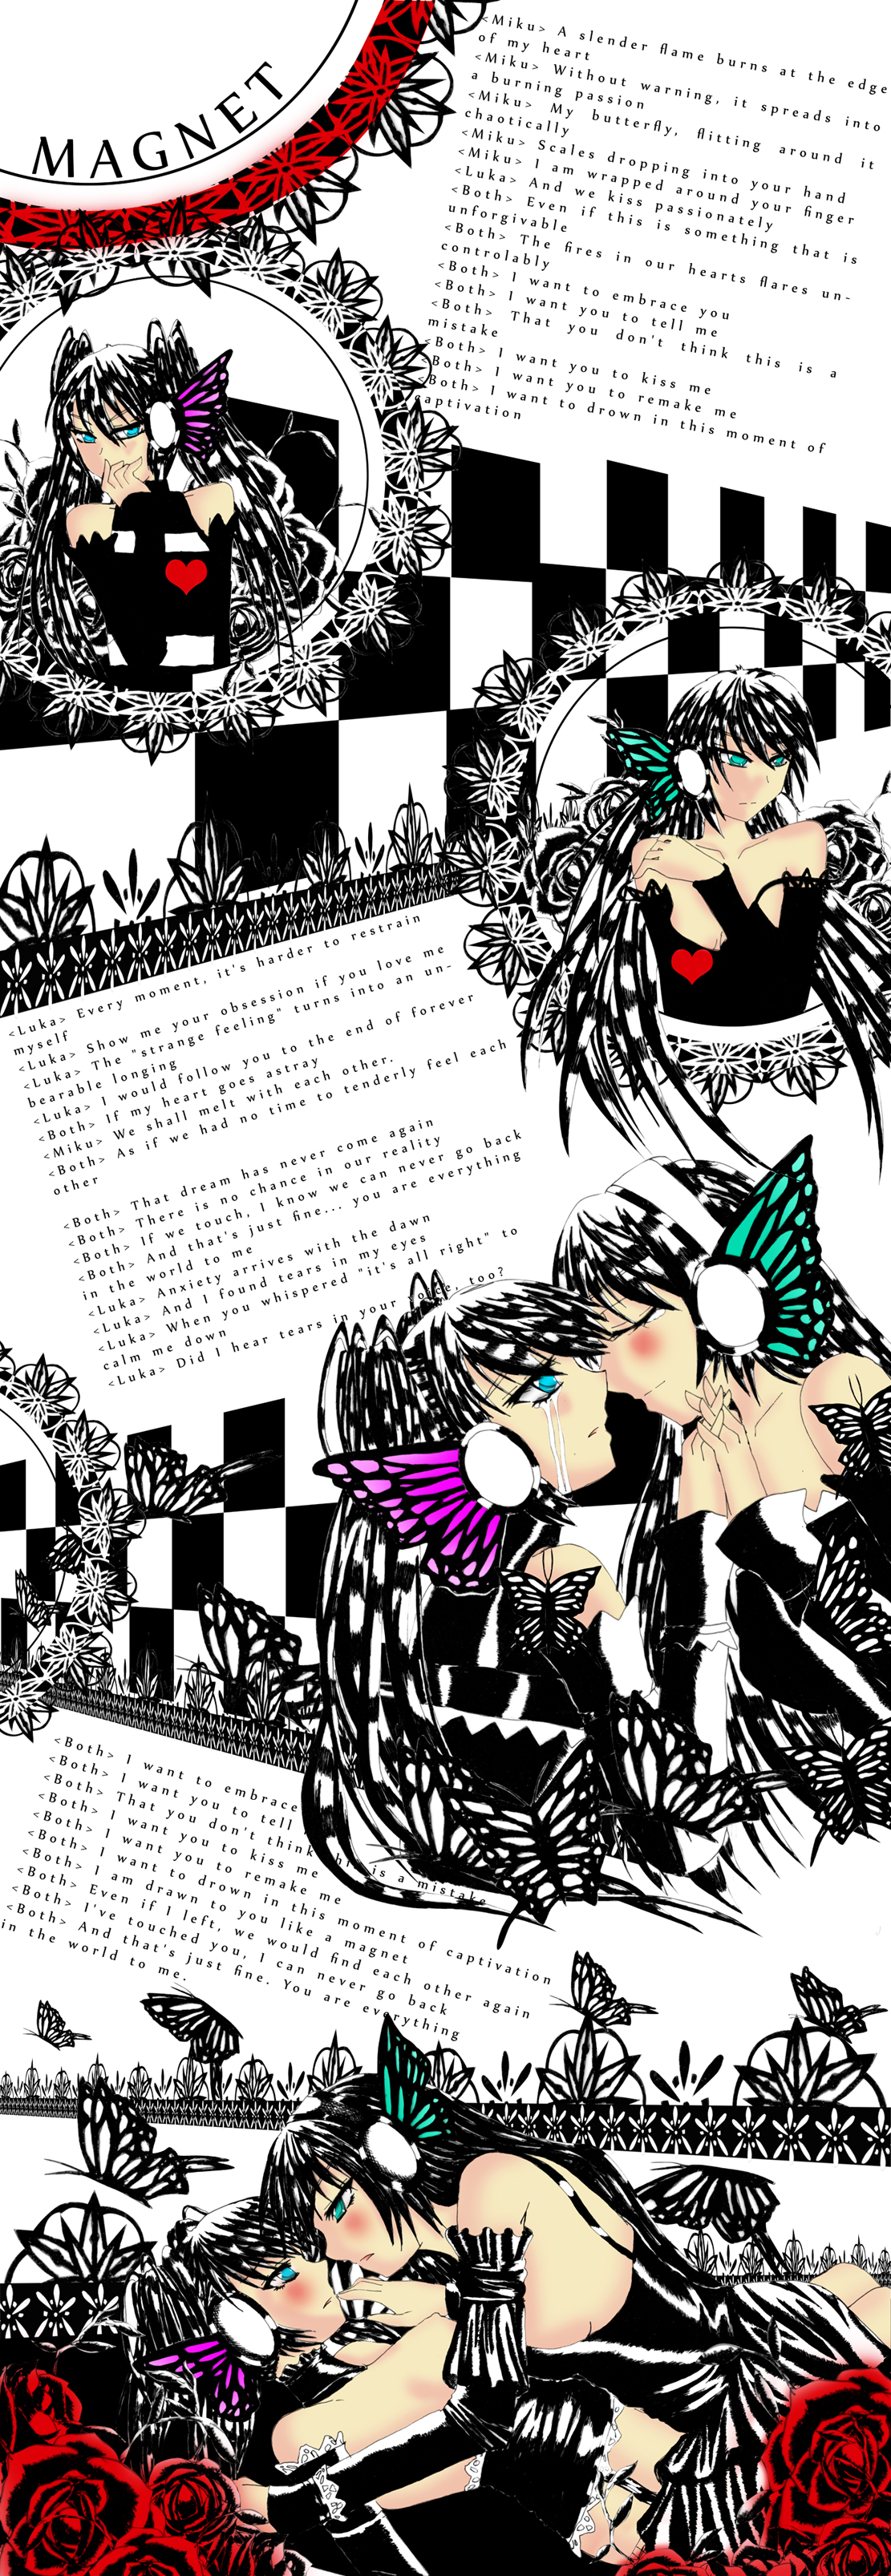 MAGNET
<Miku> A slender flame burns at the edge
of my heart
<Miku> Without warning, it spreads into
a burning passion
<Miku> My butterfly, flitting around it
chaotically
<Miku> Scales dropping into your hand
<Miku> I am wrapped around your finger
<Luka> And we kiss passionately
<Both> Even if this is something that is
unforgivable
<Both> The fires in our hearts flares un-
controlably
<Both> I want to embrace you
<Both> I want you to tell me
<Both> That you don't think this is a
mistake
<Both> I want you to kiss me
<Both> I want you to remake me
<Both> I want to drown in this moment of
captivation
<Luka> Every moment, it's harder to restrain
myself
<Luka> Show me your obsession if you love me
<Luka> The "strange feeling" turns into an un-
bearable longing
<Luka> I would follow you to the end of forever
<Both> If my heart goes astray
<Miku> We shall melt with each other.
<Both> As if we had no time to tenderly feel each
other
<Both> That dream has never come again
<Both> There is no chance in our reality
<Both> If we touch, I know we can never go back
<Both> And that's just fine... you are everything
in the world to me
<Luka> Anxiety arrives with the dawn
<Luka> And I found tears in my eyes
<Luka> When you whispered "it's all right" to
calm me down
<Luka> Did I hear tears in your voice, too?
<Both> I want to embrace
<Both> I want you to tell
<Both> That you don't think this is a mistake
<Both> I want you to kiss me
<Both> I want you to remake me
<Both> I want to drown in this moment of captivation
<Both> I am drawn to you like a magnet
<Both> Even if I left, we would find each other again
<Both> I've touched you, I can never go back
<Both> And that's just fine. You are everything
in the world to me.